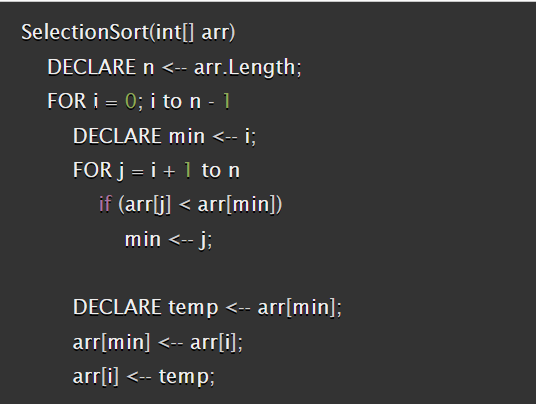 SelectionSort(int[] arr)
DECLARE n <-- arr.Length;
FOR i = 0; i to n - 1
DECLARE min <-- i;
FOR j = i + 1 to n
if (arr[j] < arr[min])
min <-- j;
DECLARE temp <-- arr[min];
arr[min] <-- arr[i];
arr[i] <-- temp;